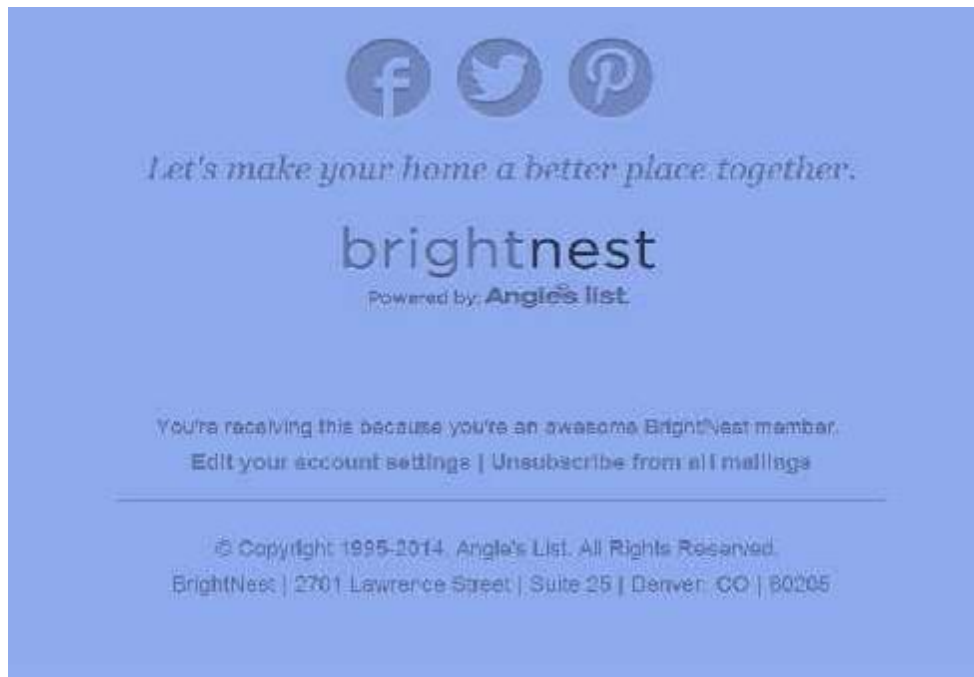 Let's make your home a better place together.
brightnest
Powered by: Angie's list.
You're receiving this because you're an awesome BrightNest member.
Edit your account settings | Unsubscribe from all mailings
© Copyright 1995-2014, Angie's List. All Rights Reserved.
BrightNest | 2701 Lawrence Street | Suite 25 | Denver, CO | 80205